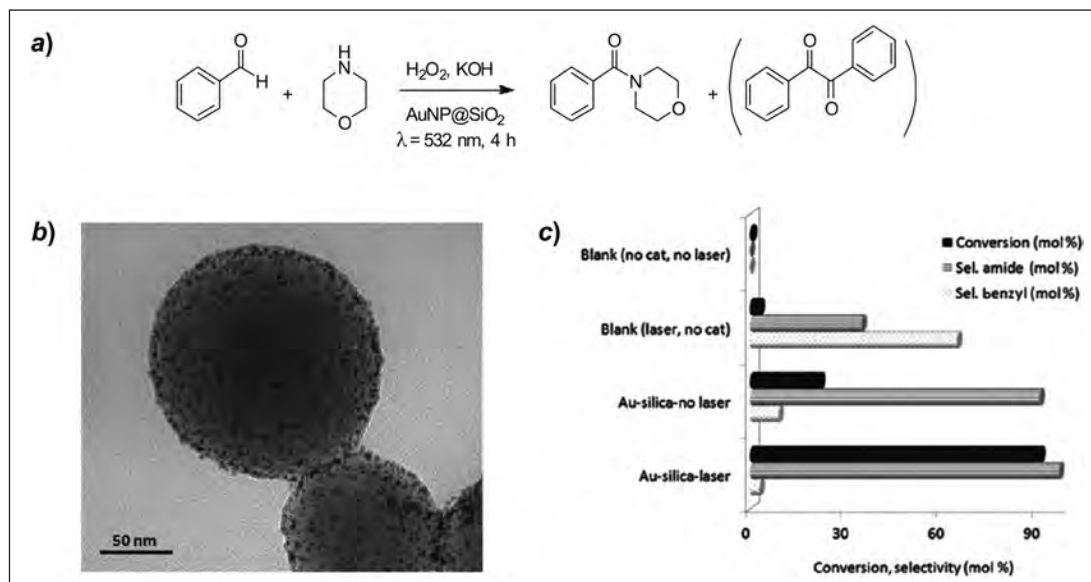 a)
O
H
+
H
N
O
H₂O₂, KOH
AuNP@SiO₂
λ = 532 nm, 4 h
O
N
O
+
O
O
b)
50 nm
c)
Conversion (mol %)
Sel. amide (mol %)
Sel. benzyl (mol %)
Blank (no cat, no laser)
Blank (laser, no cat)
Au-silica-no laser
Au-silica-laser
0 30 60 90
Conversion, selectivity (mol %)